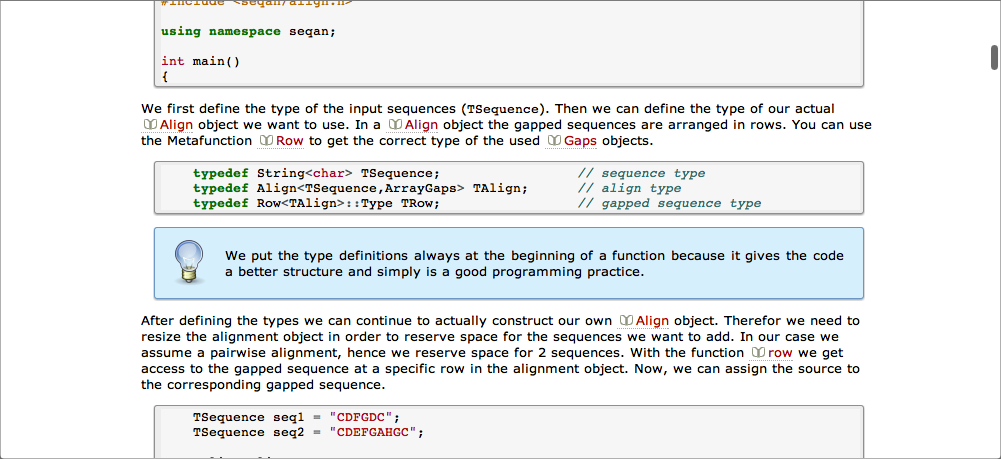 #include <seqan/align.h>
using namespace seqan;
int main()
{
We first define the type of the input sequences (TSequence). Then we can define the type of our actual
Align object we want to use. In a Align object the gapped sequences are arranged in rows. You can use
the Metafunction Row to get the correct type of the used Gaps objects.
typedef String<char> TSequence; // sequence type
typedef Align<TSequence,ArrayGaps> TAlign; // align type
typedef Row<TAlign>::Type TRow; // gapped sequence type
We put the type definitions always at the beginning of a function because it gives the code
a better structure and simply is a good programming practice.
After defining the types we can continue to actually construct our own Align object. Therefor we need to
resize the alignment object in order to reserve space for the sequences we want to add. In our case we
assume a pairwise alignment, hence we reserve space for 2 sequences. With the function row we get
access to the gapped sequence at a specific row in the alignment object. Now, we can assign the source to
the corresponding gapped sequence.
TSequence seq1 = "CDFGDC";
TSequence seq2 = "CDEFGAHGC";